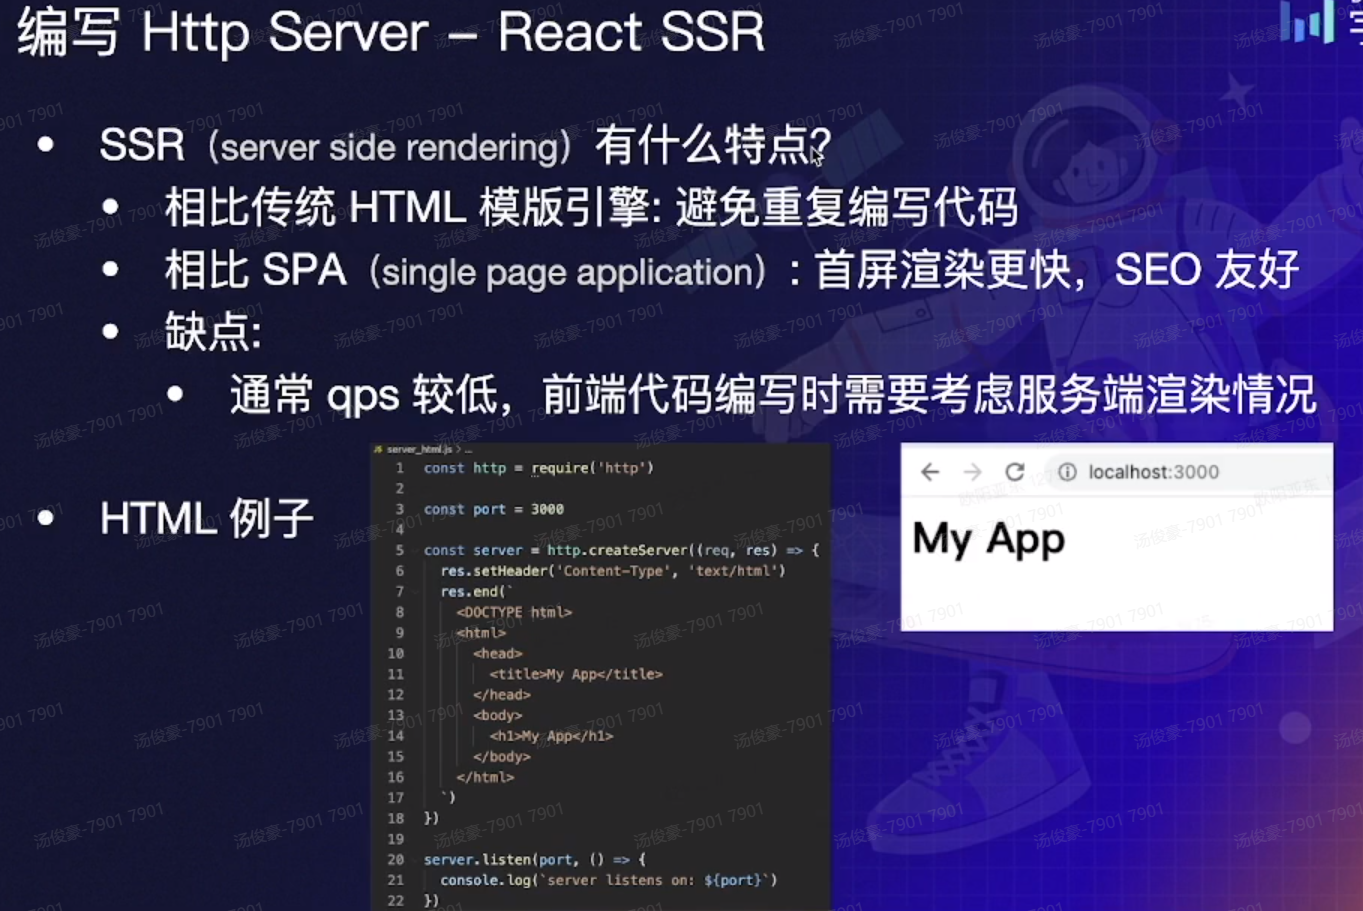 编写 Http Server – React SSR
SSR（server side rendering）有什么特点?
相比传统 HTML 模版引擎: 避免重复编写代码
相比 SPA（single page application）: 首屏渲染更快，SEO 友好
缺点:
通常 qps 较低，前端代码编写时需要考虑服务端渲染情况
HTML 例子
JS server_html.js > ...
1 const http = require('http')
2
3 const port = 3000
4
5 const server = http.createServer((req, res) => {
6 res.setHeader('Content-Type', 'text/html')
7 res.end(`
8 <DOCTYPE html>
9 <html>
10 <head>
11 <title>My App</title>
12 </head>
13 <body>
14 <h1>My App</h1>
15 </body>
16 </html>
17 `)
18 })
19
20 server.listen(port, () => {
21 console.log(`server listens on: ${port}`)
22 })
localhost:3000
My App
汤俊豪-7901 7901